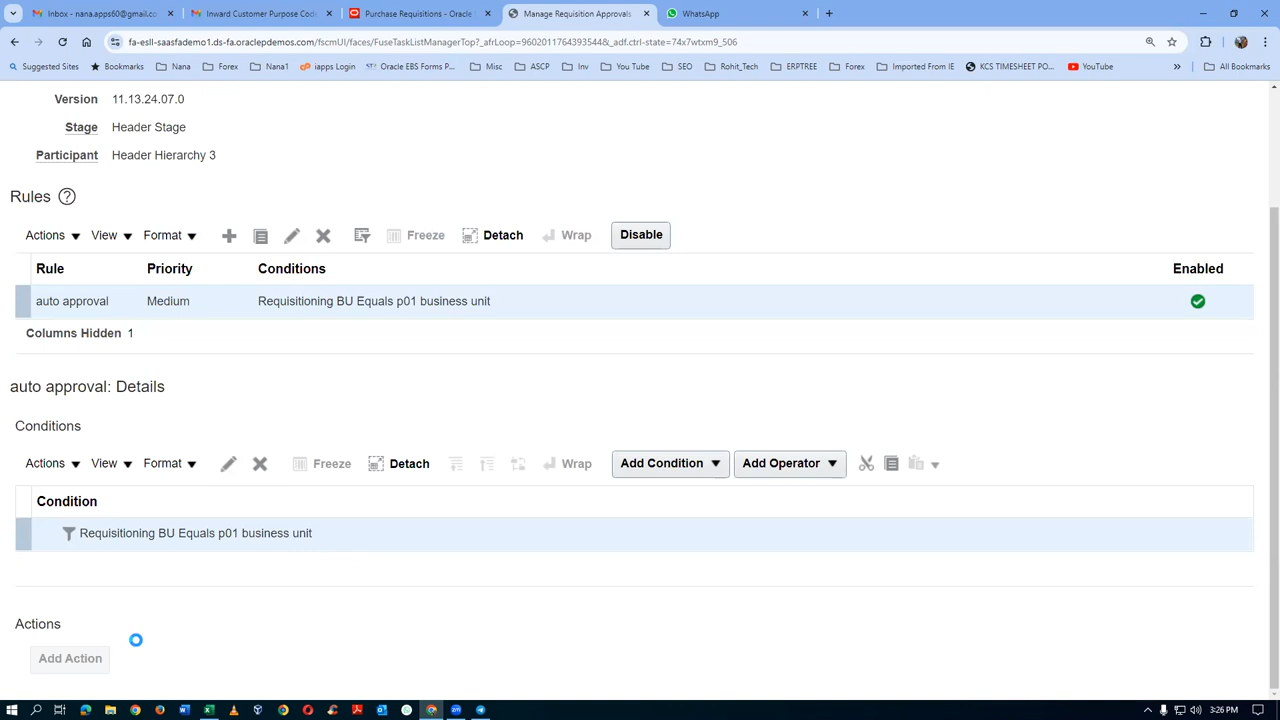 Inbox - nana.apps60@gmail.co
Inward Customer Purpose Code
Purchase Requisitions - Oracle
Manage Requisition Approvals
WhatsApp
fa-esll-saasfademo1.ds-fa.oraclepdemos.com/fscmUI/faces/FuseTaskListManagerTop?_afrLoop=96020117643935448&_adf.ctrl-state=74x7wtxm9_506
Suggested Sites
Bookmarks
Nana
Forex
Nana1
iapps Login
Oracle EBS Forms P...
Misc
ASCP
Inv
You Tube
SEO
Rohit_Tech
ERPTREE
Forex
Imported From IE
KCS TIMESHEET PO...
YouTube
All Bookmarks
Version 11.13.24.07.0
Stage Header Stage
Participant Header Hierarchy 3
Rules ?
Actions View Format Freeze Detach Wrap Disable
Rule Priority Conditions Enabled
auto approval Medium Requisitioning BU Equals p01 business unit
Columns Hidden 1
auto approval: Details
Conditions
Actions View Format Freeze Detach Wrap Add Condition Add Operator
Condition
Requisitioning BU Equals p01 business unit
Actions
Add Action
3:26 PM